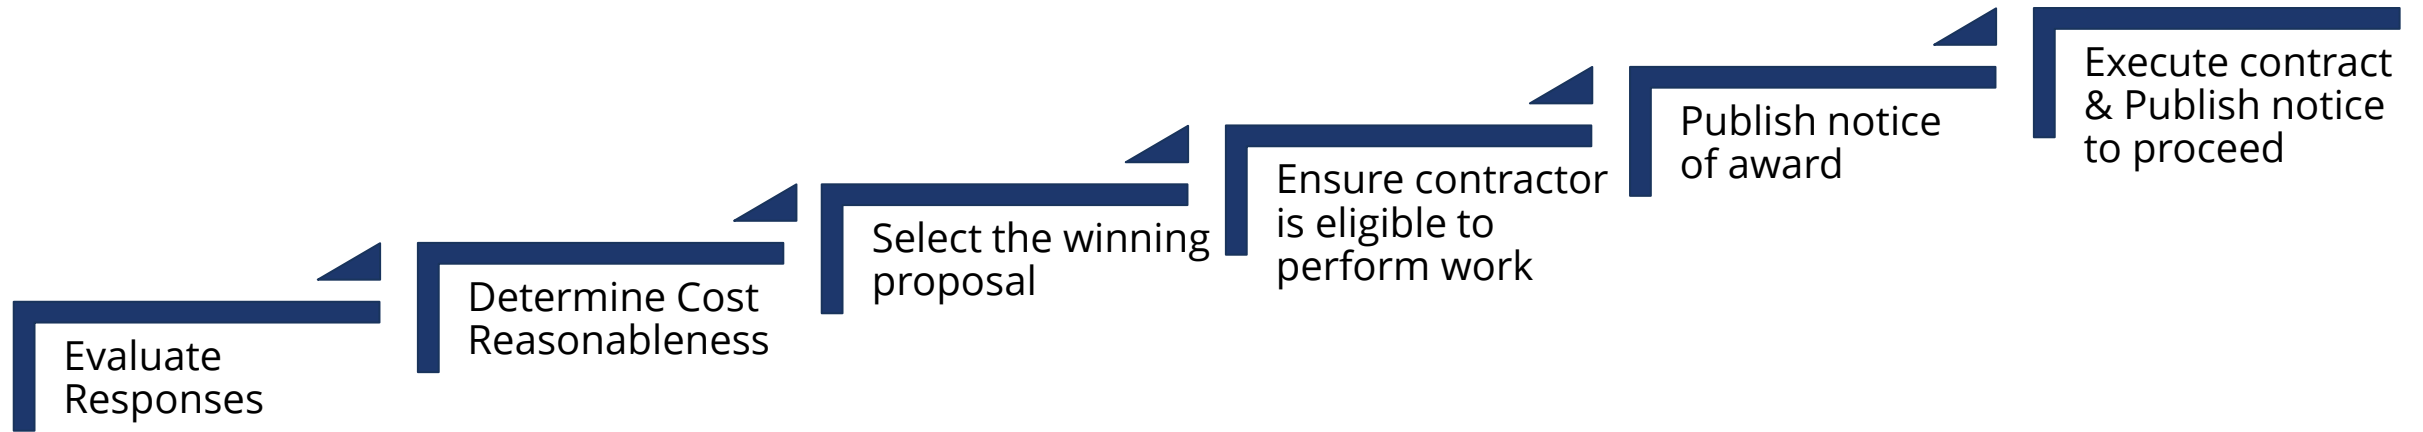 Evaluate
Responses
Determine Cost
Reasonableness
Select the winning
proposal
Ensure contractor
is eligible to
perform work
Publish notice
of award
Execute contract
& Publish notice
to proceed